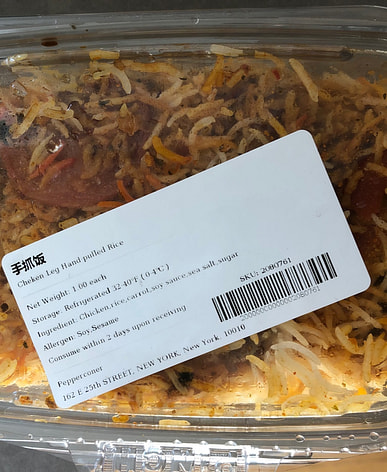 手抓饭
Cheken Leg Hand pulled Rice
Net Weight: 1.00 each
Storage: Refrigerated 32-40°F ( 0-4°C )
Ingredient: Chicken,rice,carrot,soy sauce,sea salt,sugar
Allergen: Soy,Sesame
Consume within 2 days upon receiving
SKU: 2080761
2000000000002080761
Pepperconer
162 E 25th STREET, NEW YORK, New York, 10010